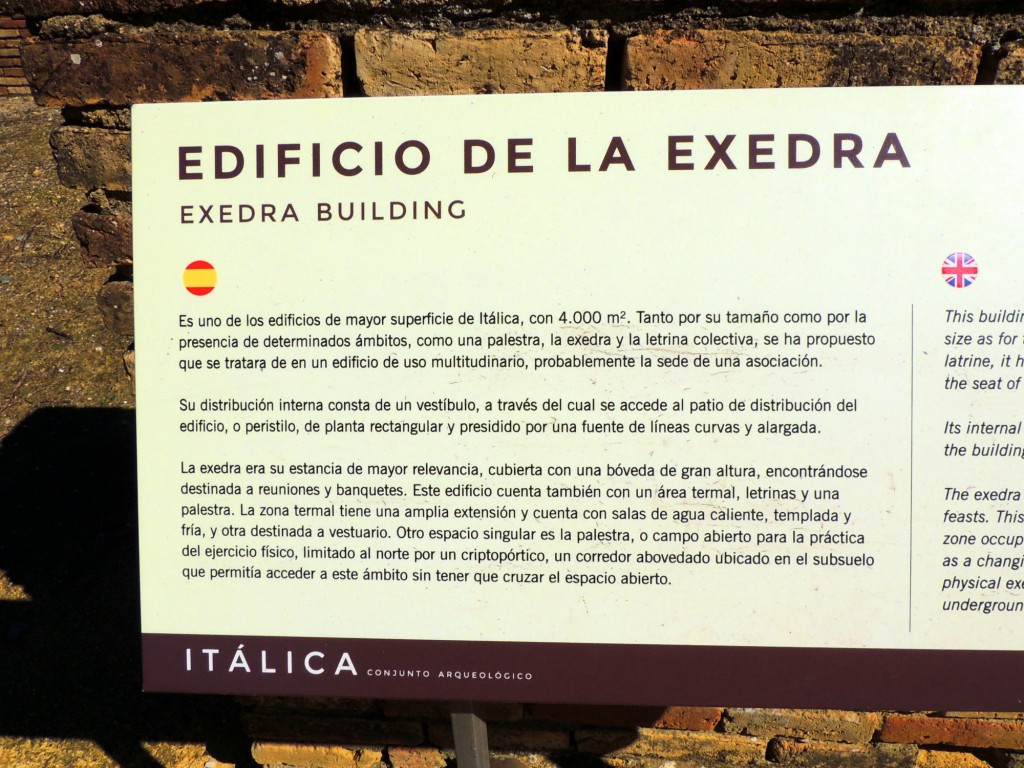 EDIFICIO DE LA EXEDRA
EXEDRA BUILDING
Es uno de los edificios de mayor superficie de Itálica, con 4.000 m². Tanto por su tamaño como por la
presencia de determinados ámbitos, como una palestra, la exedra y la letrina colectiva, se ha propuesto
que se tratara de en un edificio de uso multitudinario, probablemente la sede de una asociación.
Su distribución interna consta de un vestíbulo, a través del cual se accede al patio de distribución del
edificio, o peristilo, de planta rectangular y presidido por una fuente de líneas curvas y alargada.
La exedra era su estancia de mayor relevancia, cubierta con una bóveda de gran altura, encontrándose
destinada a reuniones y banquetes. Este edificio cuenta también con un área termal, letrinas y una
palestra. La zona termal tiene una amplia extensión y cuenta con salas de agua caliente, templada y
fría, y otra destinada a vestuario. Otro espacio singular es la palestra, o campo abierto para la práctica
del ejercicio físico, limitado al norte por un criptopórtico, un corredor abovedado ubicado en el subsuelo
que permitía acceder a este ámbito sin tener que cruzar el espacio abierto.
This
size as for
latrine, it
the seat of
Its internal
the
The exedra
feasts. This
zone
as a
physical
ITÁLICA CONJUNTO ARQUEOLÓGICO